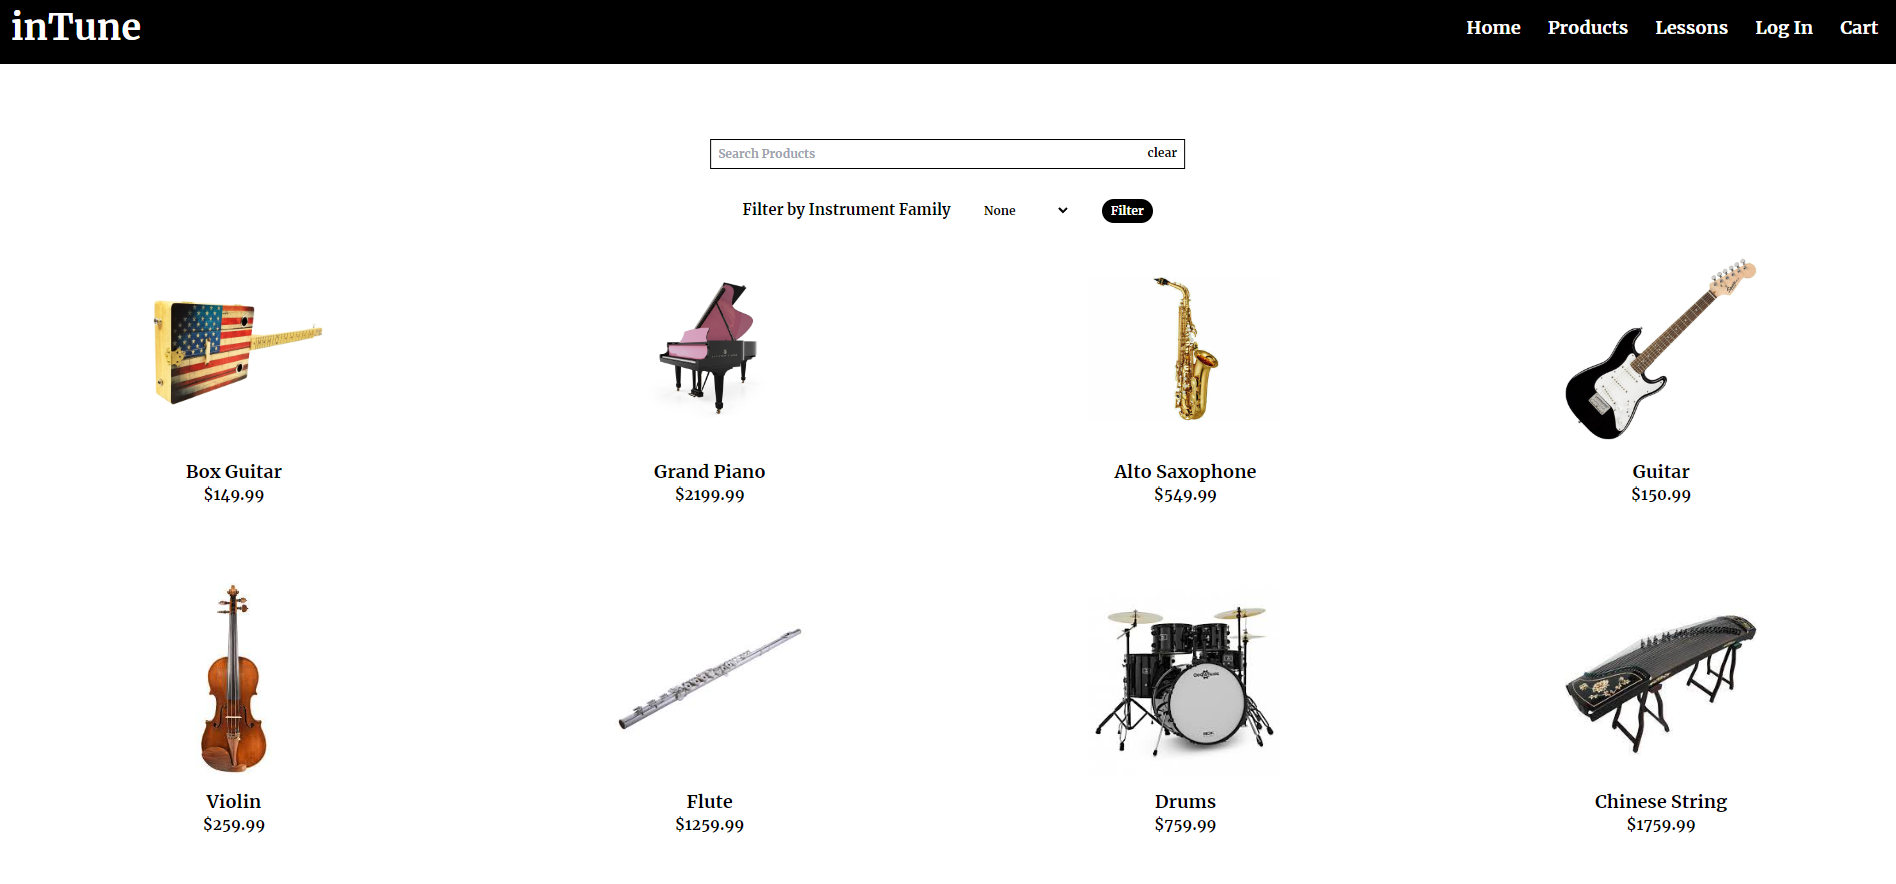 inTune
Home Products Lessons Log In Cart
Search Products clear
Filter by Instrument Family None Filter
Box Guitar
$149.99
Grand Piano
$2199.99
Alto Saxophone
$549.99
Guitar
$150.99
Violin
$259.99
Flute
$1259.99
Drums
$759.99
Chinese String
$1759.99